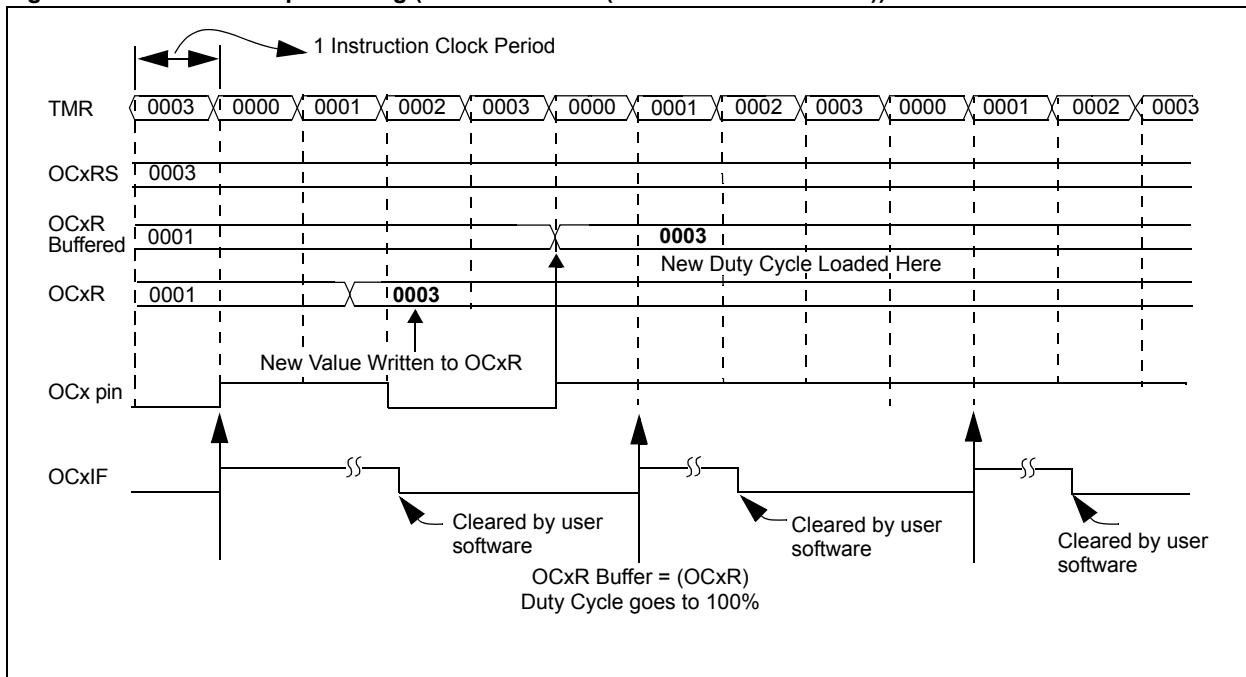 1 Instruction Clock Period
TMR 0003 0000 0001 0002 0003 0000 0001 0002 0003 0000 0001 0002 0003
OCxRS 0003
OCxR
Buffered 0001 0003
New Duty Cycle Loaded Here
OCxR 0001 0003
New Value Written to OCxR
OCx pin
OCxIF
Cleared by user
software
Cleared by user
software
Cleared by user
software
OCxR Buffer = (OCxR)
Duty Cycle goes to 100%